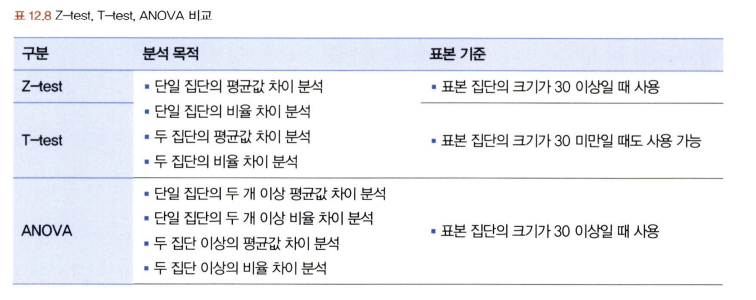 표 12.8 Z-test, T-test, ANOVA 비교
구분 분석 목적 표본 기준
Z-test
▪ 단일 집단의 평균값 차이 분석
▪ 단일 집단의 비율 차이 분석
▪ 두 집단의 평균값 차이 분석
▪ 두 집단의 비율 차이 분석
▪ 표본 집단의 크기가 30 이상일 때 사용
T-test
▪ 표본 집단의 크기가 30 미만일 때도 사용 가능
ANOVA
▪ 단일 집단의 두 개 이상 평균값 차이 분석
▪ 단일 집단의 두 개 이상 비율 차이 분석
▪ 두 집단 이상의 평균값 차이 분석
▪ 두 집단 이상의 비율 차이 분석
▪ 표본 집단의 크기가 30 이상일 때 사용